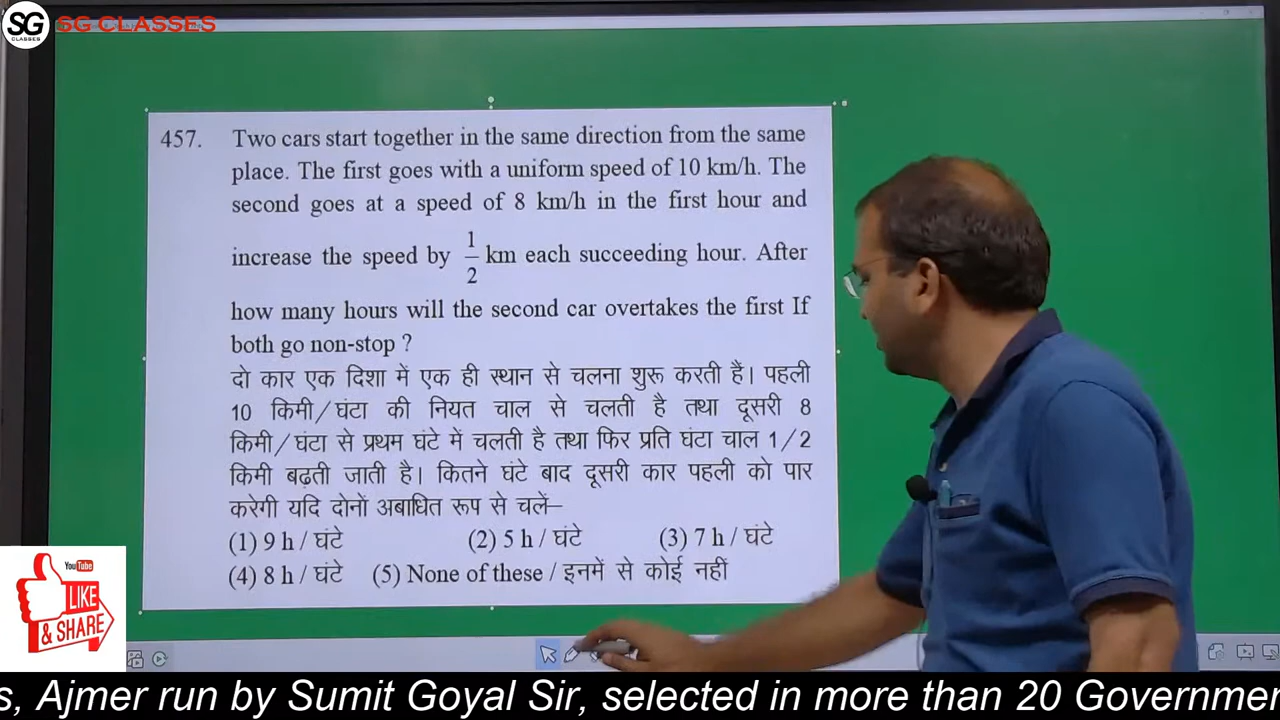 SG
CLASSES
SG CLASSES
457. Two cars start together in the same direction from the same
place. The first goes with a uniform speed of 10 km/h. The
second goes at a speed of 8 km/h in the first hour and
increase the speed by 1/2 km each succeeding hour. After
how many hours will the second car overtakes the first If
both go non-stop ?
दो कार एक दिशा में एक ही स्थान से चलना शुरू करती हैं। पहली
10 किमी/घंटा की नियत चाल से चलती है तथा दूसरी 8
किमी/घंटा से प्रथम घंटे में चलती है तथा फिर प्रति घंटा चाल 1/2
किमी बढ़ती जाती है। कितने घंटे बाद दूसरी कार पहली को पार
करेगी यदि दोनों अबाधित रूप से चलें–
(1) 9 h / घंटे (2) 5 h / घंटे (3) 7 h / घंटे
(4) 8 h / घंटे (5) None of these / इनमें से कोई नहीं
YouTube
LIKE
& SHARE
s, Ajmer run by Sumit Goyal Sir, selected in more than 20 Governmer